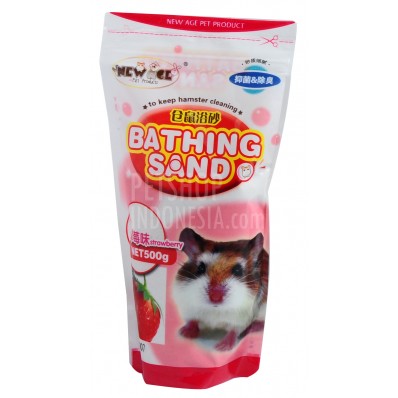 NEW AGE PET PRODUCT
NEW AGE
抑菌&除臭
to keep hamster cleaning
仓鼠浴砂
BATHING
SAND
PETSHOP
INDONESIA.com
莓味 strawberry
NET500g